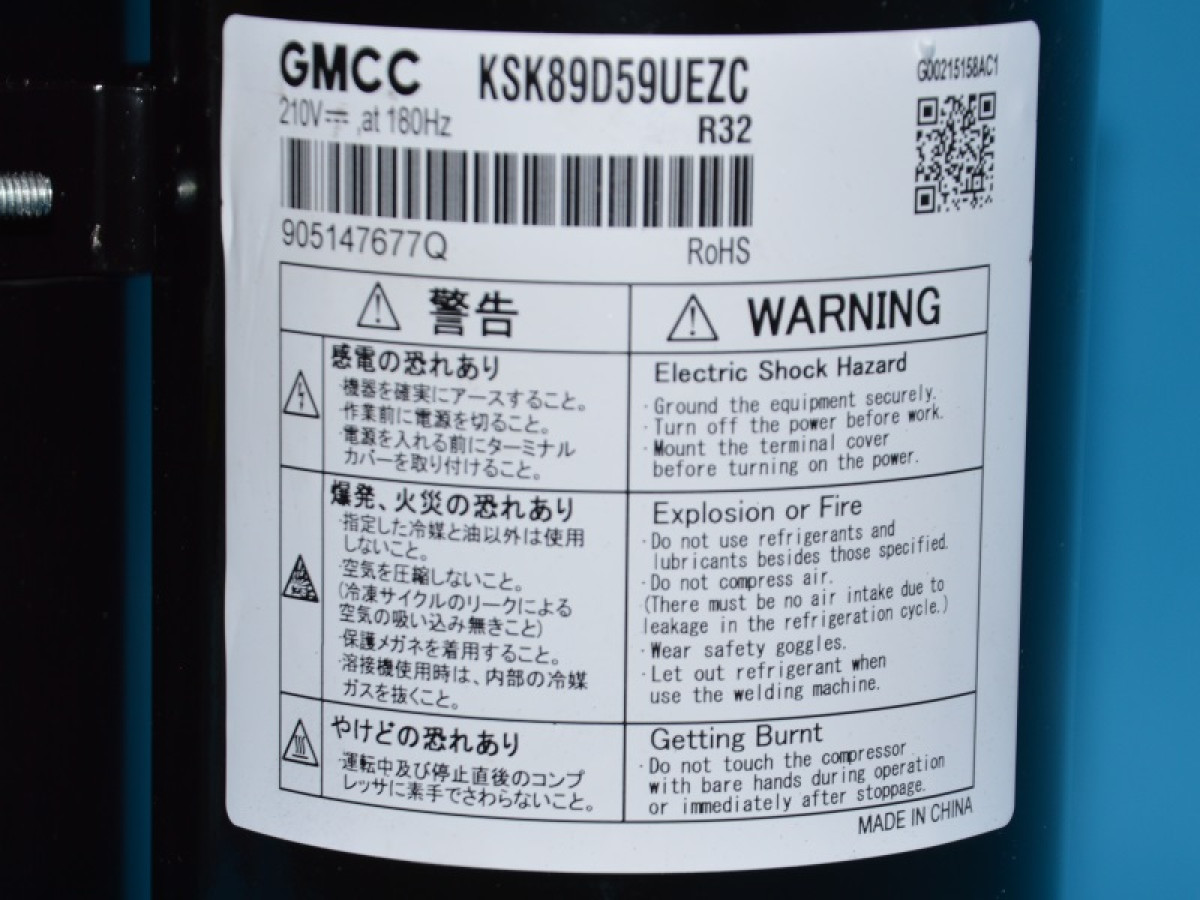 GMCC KSK89D59UEZC
G00215158AC1
210V⎓ ,at 180Hz
R32
905147677Q
RoHS
⚠ 警告
感電の恐れあり
・機器を確実にアースすること。
・作業前に電源を切ること。
・電源を入れる前にターミナル
カバーを取り付けること。
爆発、火災の恐れあり
・指定した冷媒と油以外は使用
しないこと。
・空気を圧縮しないこと。
(冷凍サイクルのリークによる
空気の吸い込み無きこと)
・保護メガネを着用すること。
・溶接機使用時は、内部の冷媒
ガスを抜くこと。
やけどの恐れあり
・運転中及び停止直後のコンプ
レッサに素手でさわらないこと。
⚠ WARNING
Electric Shock Hazard
・Ground the equipment securely.
・Turn off the power before work.
・Mount the terminal cover
before turning on the power.
Explosion or Fire
・Do not use refrigerants and
lubricants besides those specified.
・Do not compress air.
(There must be no air intake due to
leakage in the refrigeration cycle.)
・Wear safety goggles.
・Let out refrigerant when
use the welding machine.
Getting Burnt
・Do not touch the compressor
with bare hands during operation
or immediately after stoppage.
MADE IN CHINA